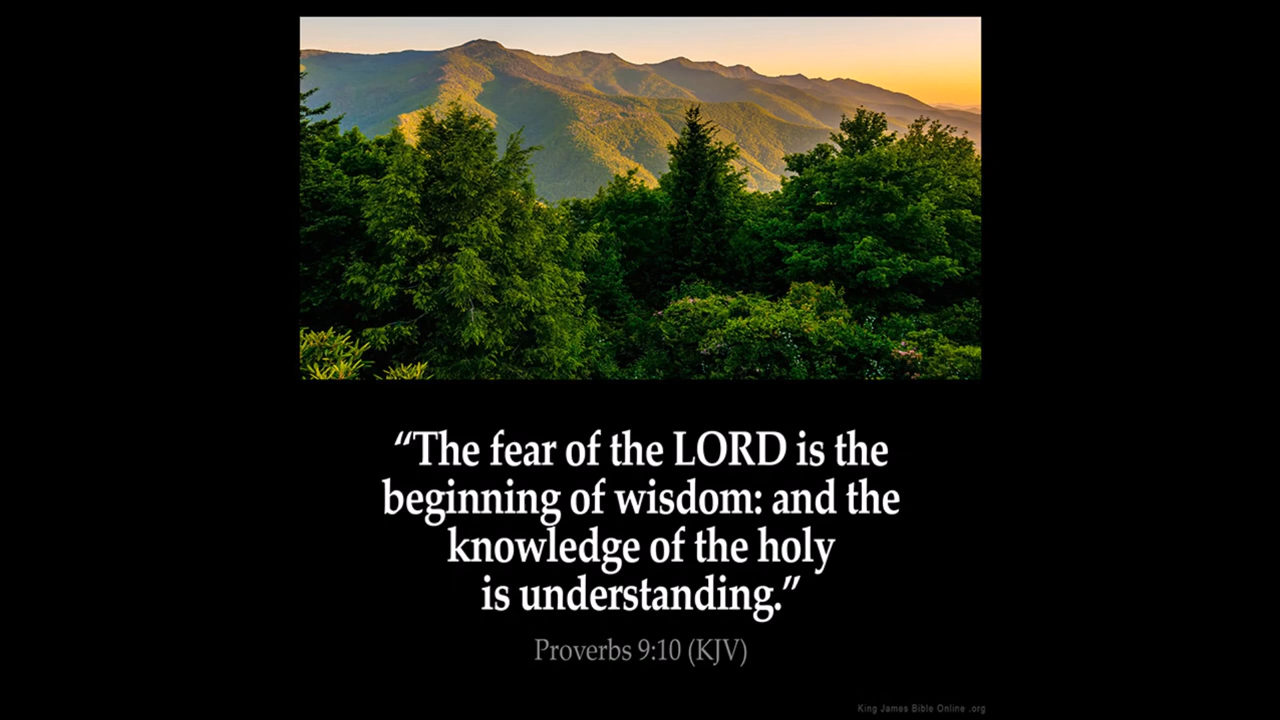 “The fear of the LORD is the
beginning of wisdom: and the
knowledge of the holy
is understanding.”
Proverbs 9:10 (KJV)
King James Bible Online .org